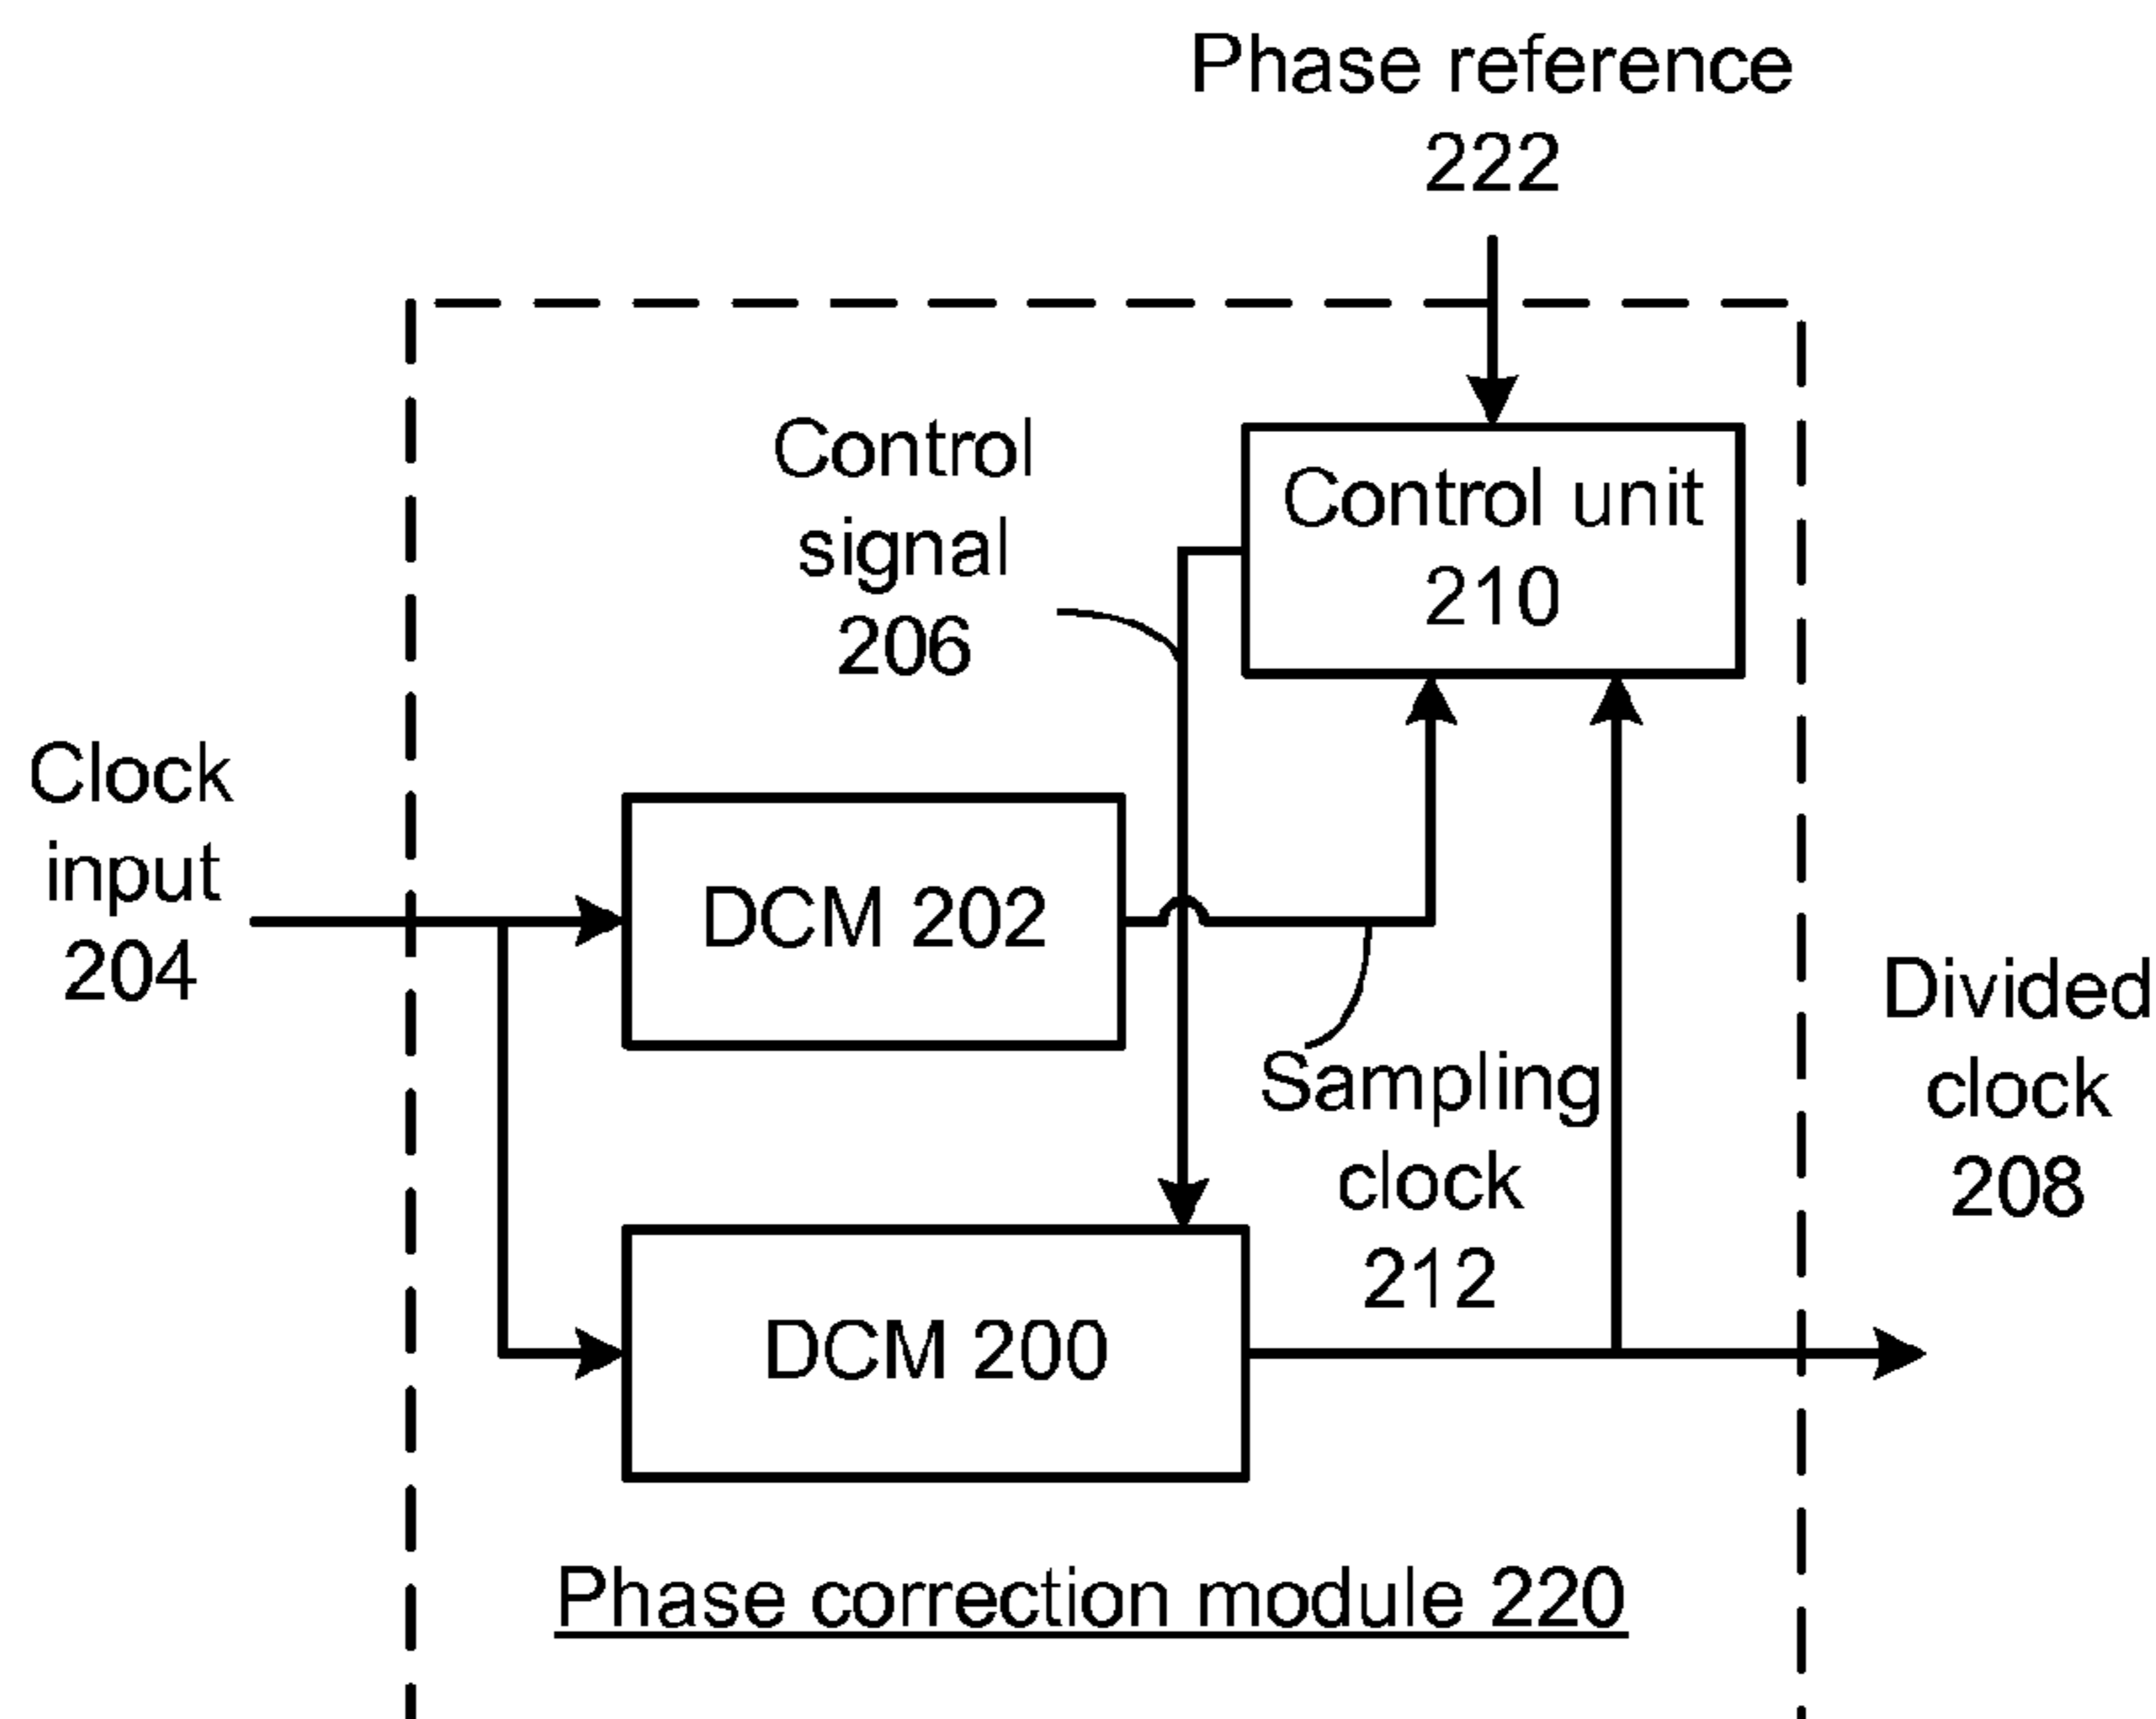 Phase reference
222
Control
signal
206
Control unit
210
Clock
input
204
DCM 202
Sampling
clock
212
Divided
clock
208
DCM 200
Phase correction module 220